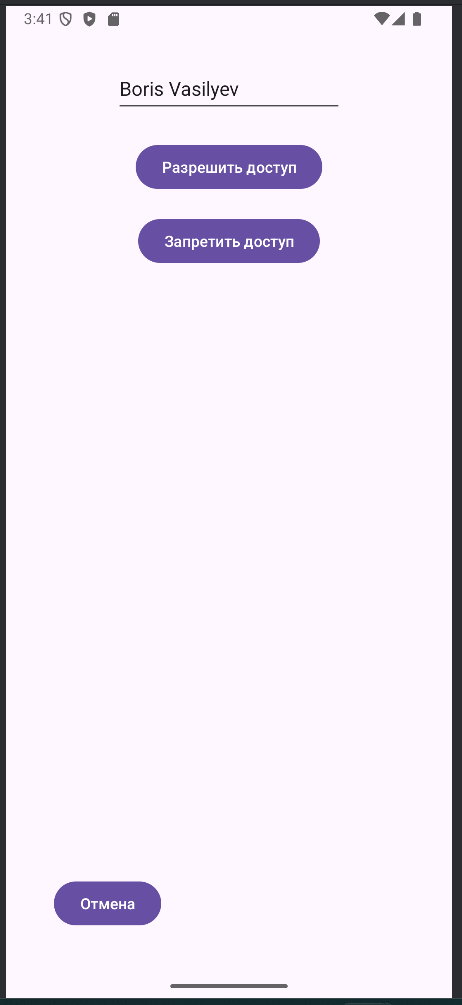 3:41
Boris Vasilyev
Разрешить доступ
Запретить доступ
Отмена